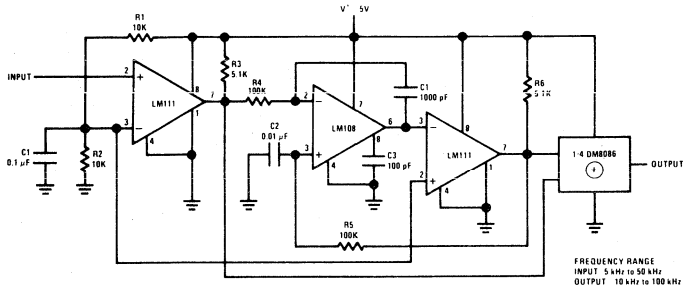 V+ 5V
R1
10K
R3
5.1K
R6
5.1K
INPUT
2
+
8
LM111
7
1
3
−
4
R4
100K
C1
1000 pF
2
−
7
LM108
6
8
3
+
4
C3
100 pF
C2
0.01 µF
3
−
8
LM111
7
1
2
+
4
C1
0.1 µF
R2
10K
1-4 DM8086
+
OUTPUT
R5
100K
FREQUENCY RANGE
INPUT 5 kHz to 50 kHz
OUTPUT 10 kHz to 100 kHz